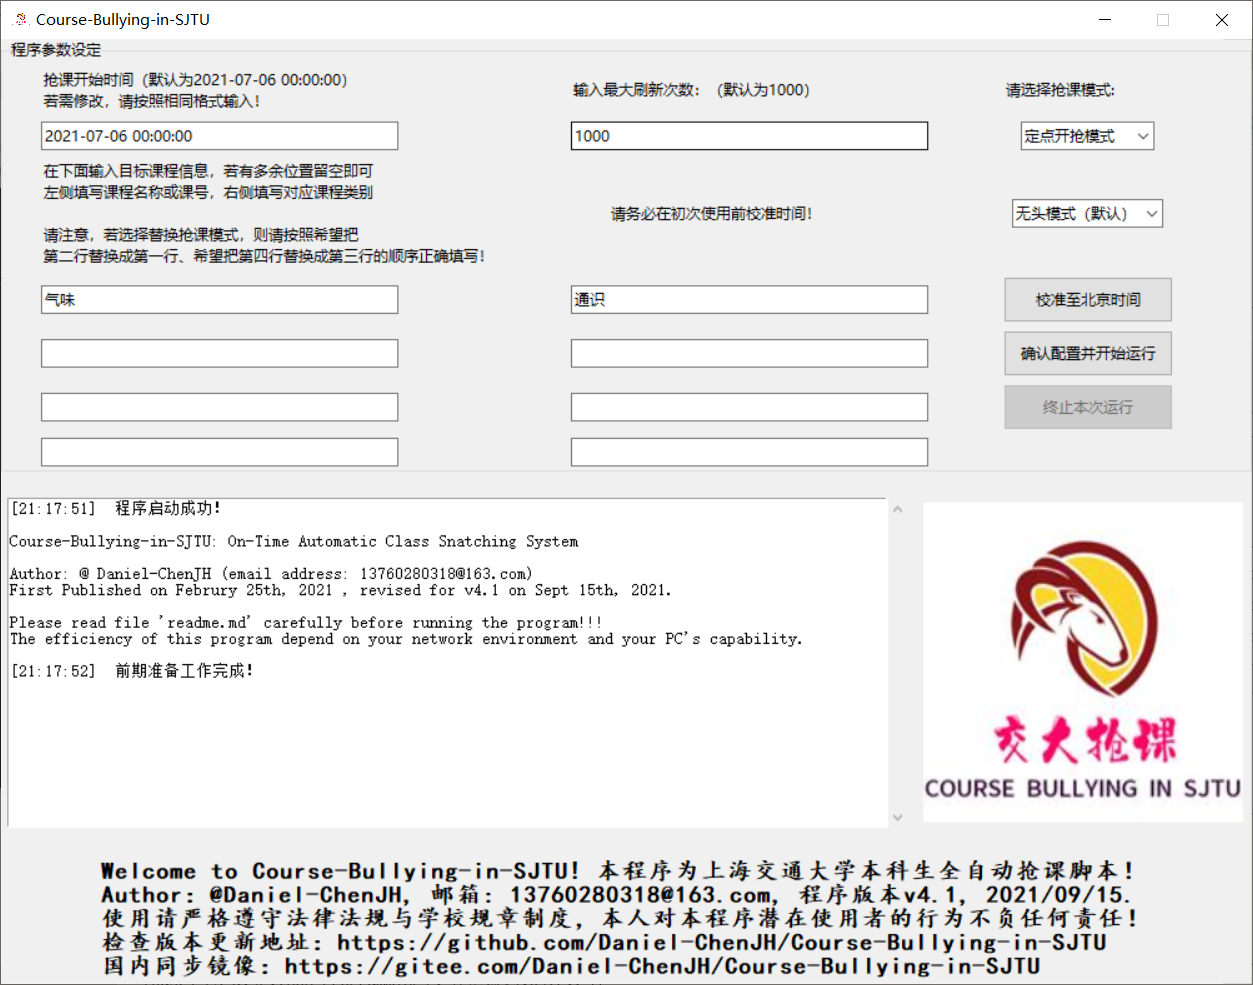 Course-Bullying-in-SJTU
程序参数设定
抢课开始时间（默认为2021-07-06 00:00:00）
若需修改，请按照相同格式输入！
输入最大刷新次数：（默认为1000）
请选择抢课模式:
2021-07-06 00:00:00
1000
定点开抢模式
在下面输入目标课程信息，若有多余位置留空即可
左侧填写课程名称或课号，右侧填写对应课程类别
请务必在初次使用前校准时间！
无头模式（默认）
请注意，若选择替换抢课模式，则请按照希望把
第二行替换成第一行、希望把第四行替换成第三行的顺序正确填写！
气味
通识
校准至北京时间
确认配置并开始运行
终止本次运行
[21:17:51] 程序启动成功！
Course-Bullying-in-SJTU: On-Time Automatic Class Snatching System
Author: @ Daniel-ChenJH (email address: 13760280318@163.com)
First Published on Februry 25th, 2021 , revised for v4.1 on Sept 15th, 2021.
Please read file 'readme.md' carefully before running the program!!!
The efficiency of this program depend on your network environment and your PC's capability.
[21:17:52] 前期准备工作完成！
交大抢课
COURSE BULLYING IN SJTU
Welcome to Course-Bullying-in-SJTU! 本程序为上海交通大学本科生全自动抢课脚本！
Author: @Daniel-ChenJH, 邮箱: 13760280318@163.com, 程序版本v4.1, 2021/09/15.
使用请严格遵守法律法规与学校规章制度，本人对本程序潜在使用者的行为不负任何责任！
检查版本更新地址: https://github.com/Daniel-ChenJH/Course-Bullying-in-SJTU
国内同步镜像: https://gitee.com/Daniel-ChenJH/Course-Bullying-in-SJTU